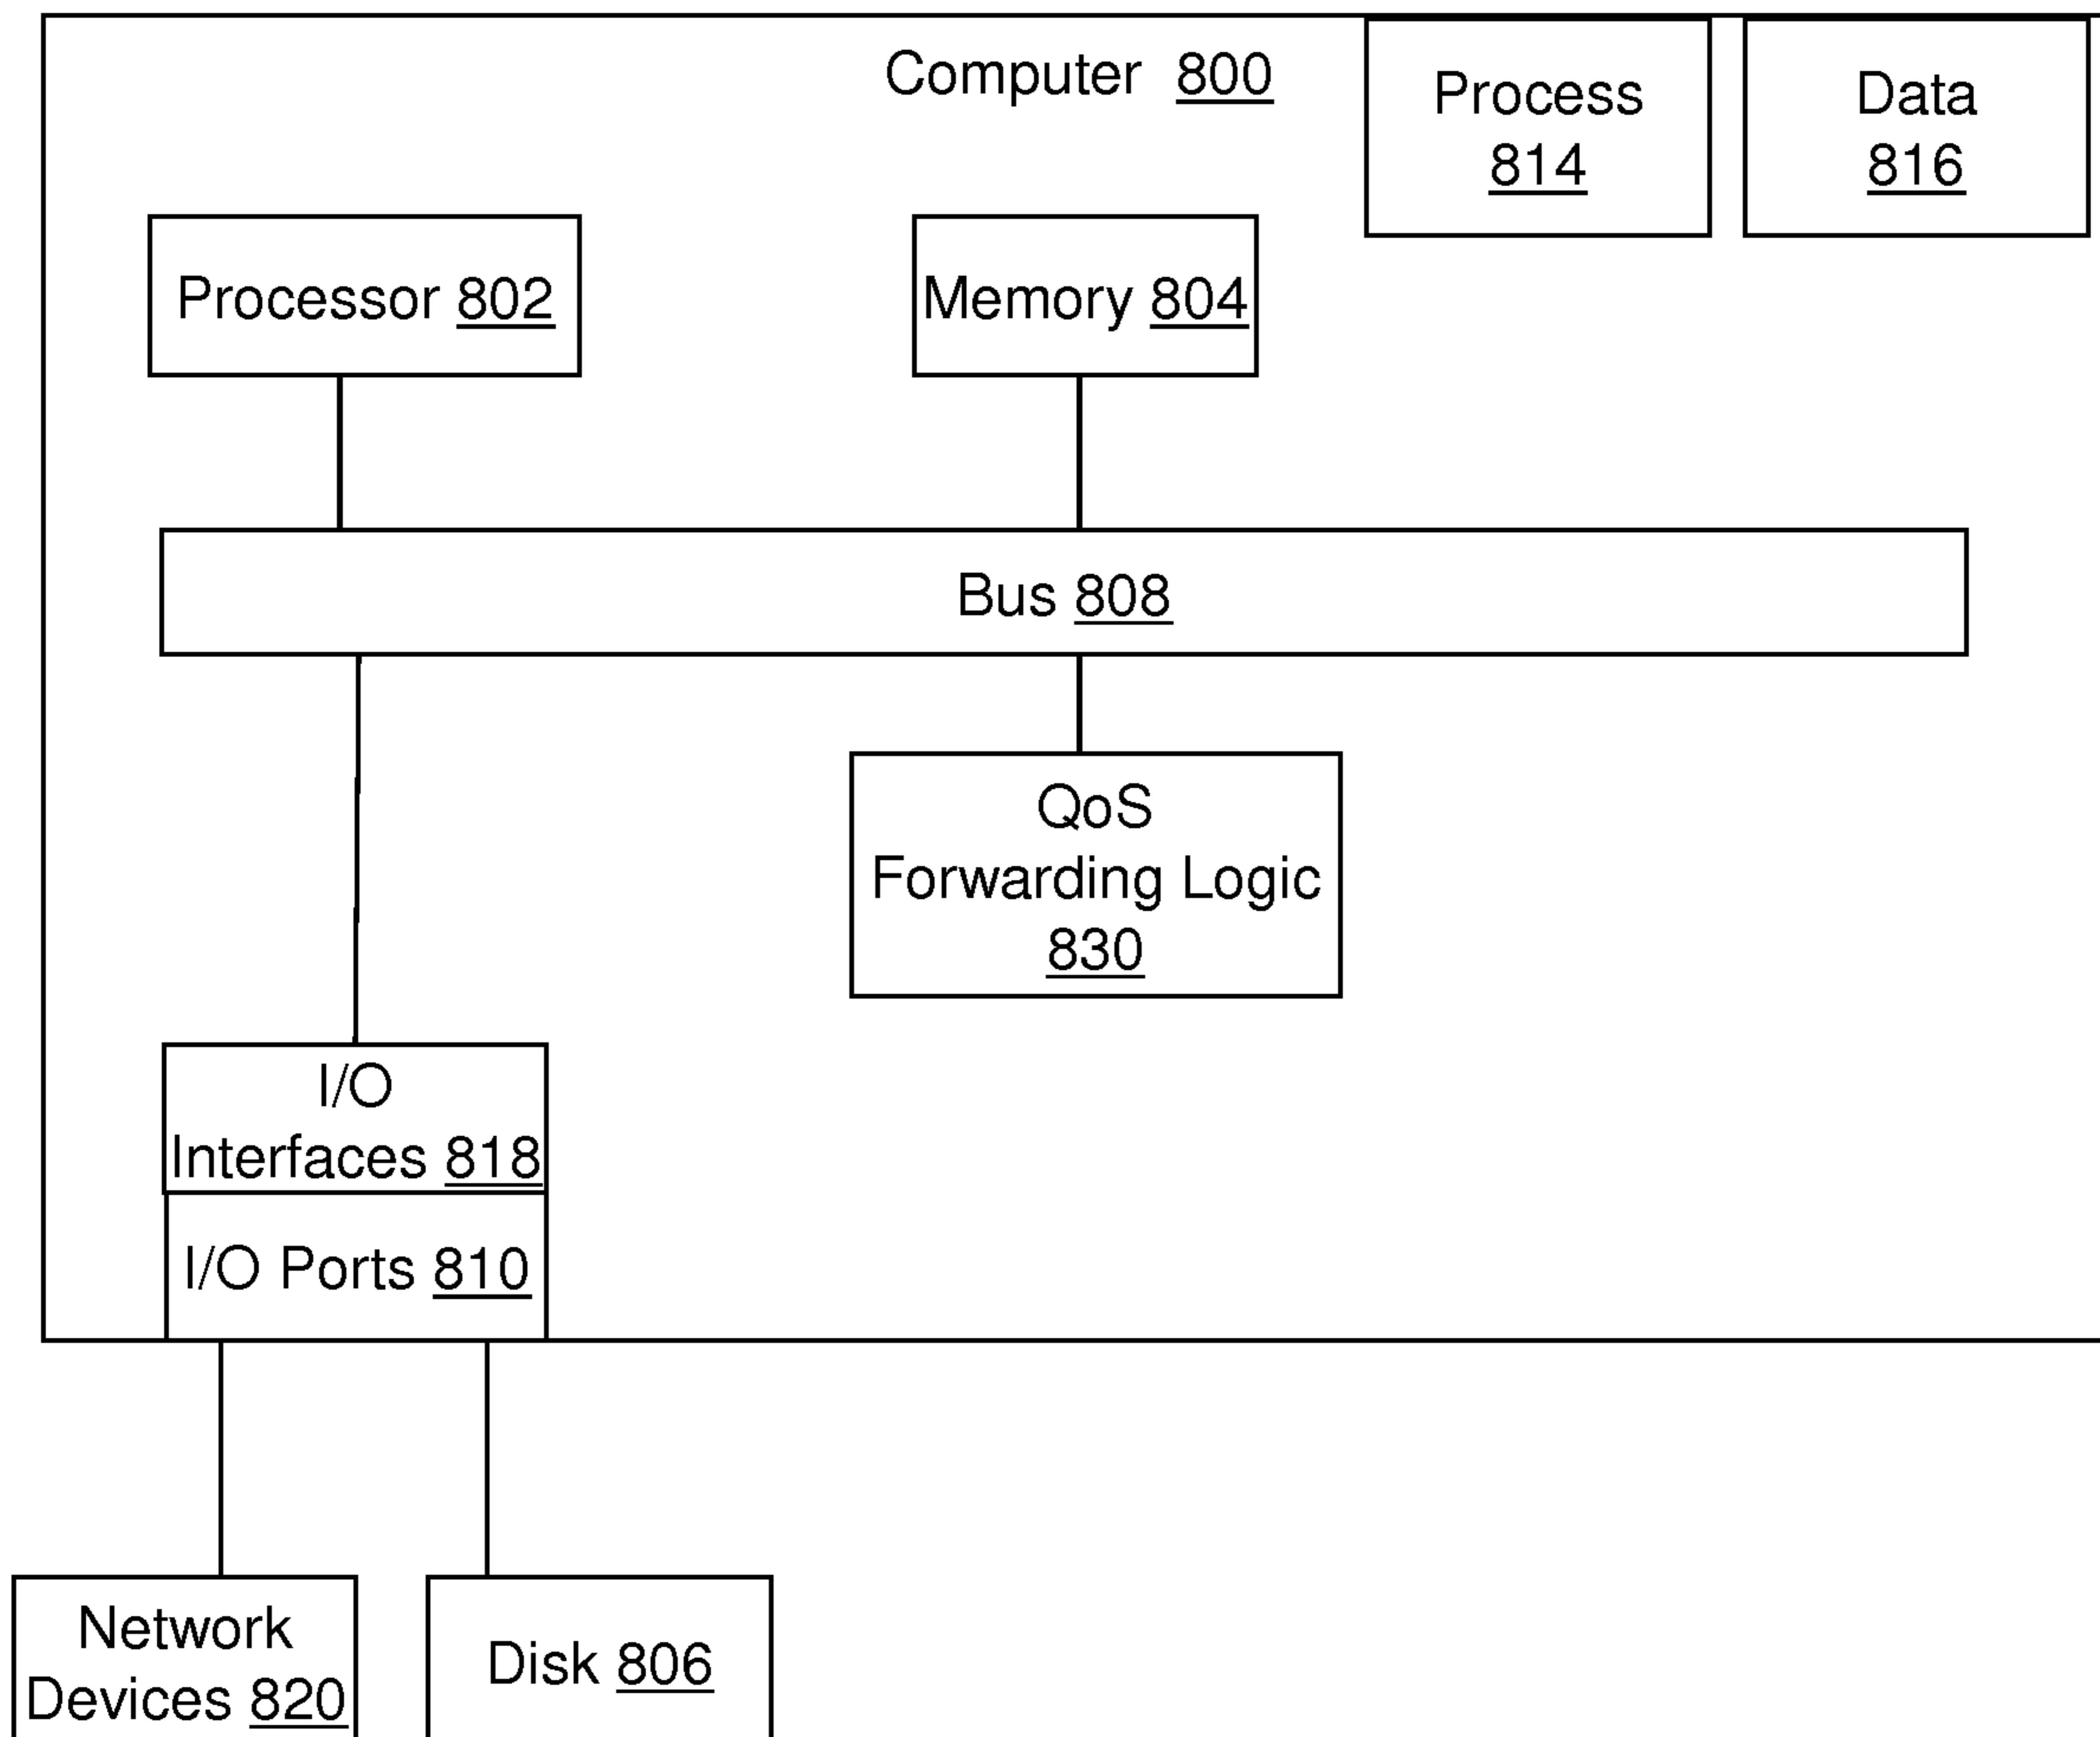 Computer 800
Process
814
Data
816
Processor 802
Memory 804
Bus 808
QoS
Forwarding Logic
830
I/O
Interfaces 818
I/O Ports 810
Network
Devices 820
Disk 806